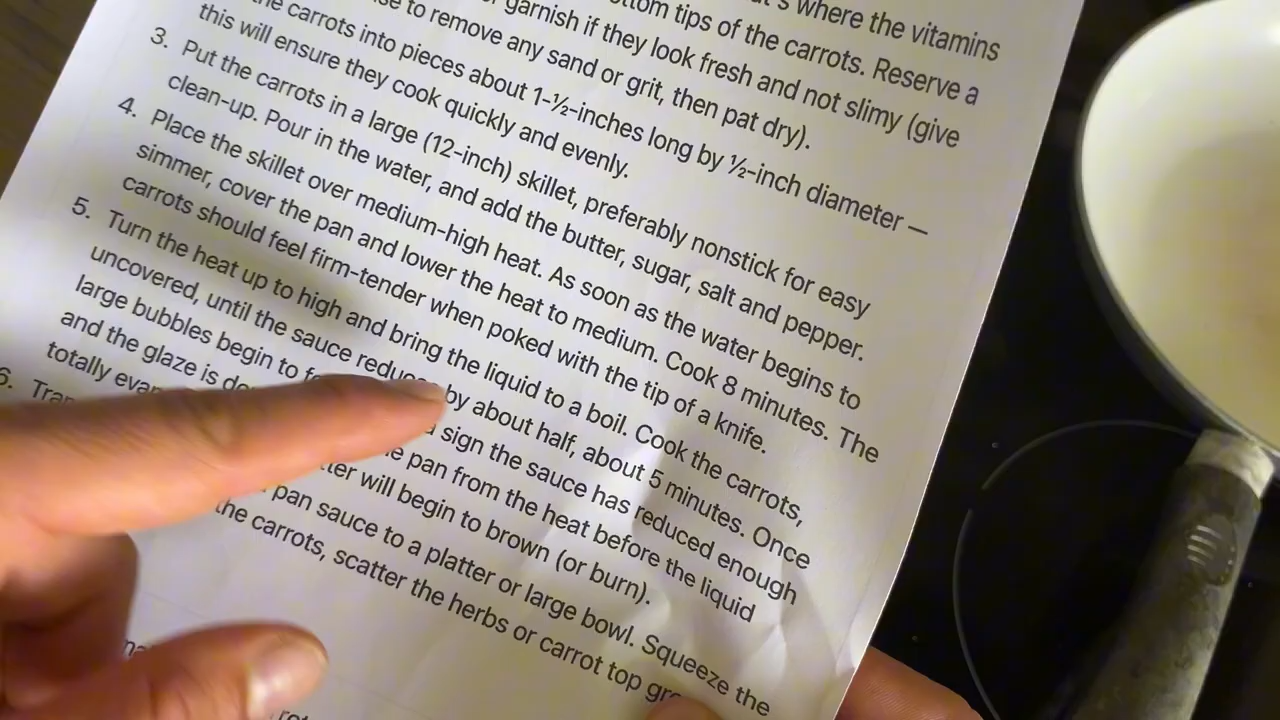 where the vitamins
tips of the carrots. Reserve a
garnish if they look fresh and not slimy (give
to remove any sand or grit, then pat dry).
the carrots into pieces about 1-½-inches long by ½-inch diameter —
this will ensure they cook quickly and evenly.
3. Put the carrots in a large (12-inch) skillet, preferably nonstick for easy
clean-up. Pour in the water, and add the butter, sugar, salt and pepper.
4. Place the skillet over medium-high heat. As soon as the water begins to
simmer, cover the pan and lower the heat to medium. Cook 8 minutes. The
carrots should feel firm-tender when poked with the tip of a knife.
5. Turn the heat up to high and bring the liquid to a boil. Cook the carrots,
uncovered, until the sauce reduces by about half, about 5 minutes. Once
large bubbles begin to sign the sauce has reduced enough
and the glaze is pan from the heat before the liquid
totally will begin to brown (or burn).
6. pan sauce to a platter or large bowl. Squeeze the
the carrots, scatter the herbs or carrot top